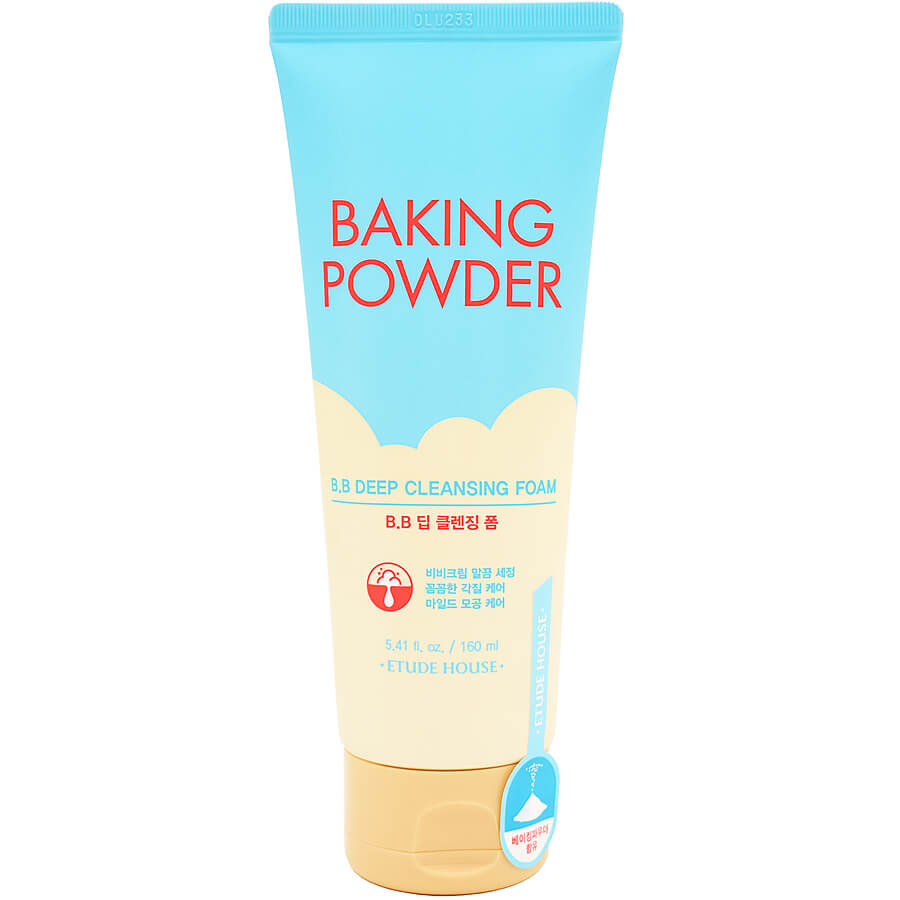 DLU233
BAKING
POWDER
B.B DEEP CLEANSING FOAM
B.B 딥 클렌징 폼
비비크림 말끔 세정
꼼꼼한 각질 케어
마일드 모공 케어
5.41 fl. oz. / 160 ml
·ETUDE HOUSE·
·ETUDE HOUSE·
베이킹파우더
함유